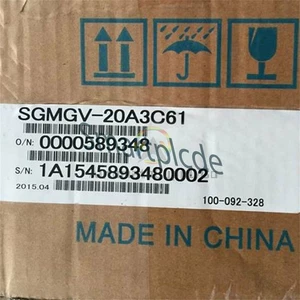 SGMGV-20A3C61
O/N: 0000589348
S/N: 1A1545893480002
2015.04
100-092-328
MADE IN CHINA